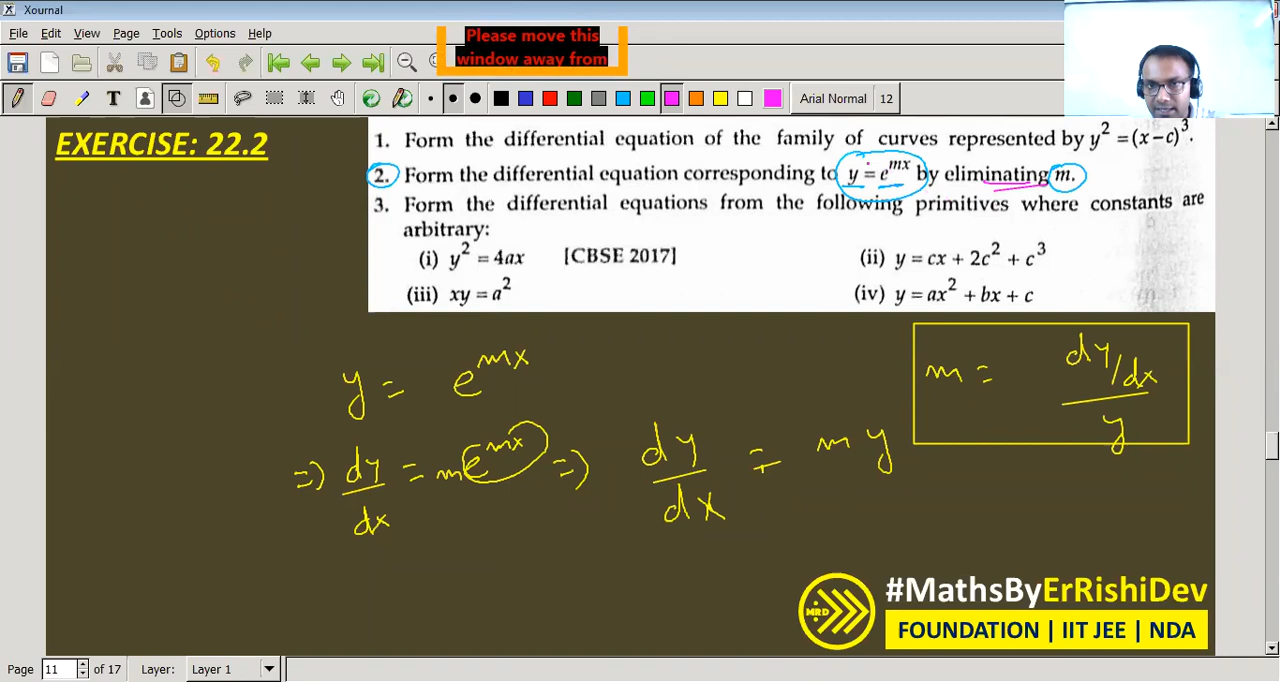 Xournal
File Edit View Page Tools Options Help
Please move this
window away from
Arial Normal 12
EXERCISE: 22.2
1. Form the differential equation of the family of curves represented by y² = (x−c)³.
2. Form the differential equation corresponding to y = e^mx by eliminating m.
3. Form the differential equations from the following primitives where constants are
arbitrary:
(i) y² = 4ax [CBSE 2017] (ii) y = cx + 2c² + c³
(iii) xy = a² (iv) y = ax² + bx + c
y = e^mx
m = dy/dx / y
⇒ dy/dx = me^mx ⇒ dy/dx = my
#MathsByErRishiDev
MRD
FOUNDATION | IIT JEE | NDA
Page 11 of 17 Layer: Layer 1